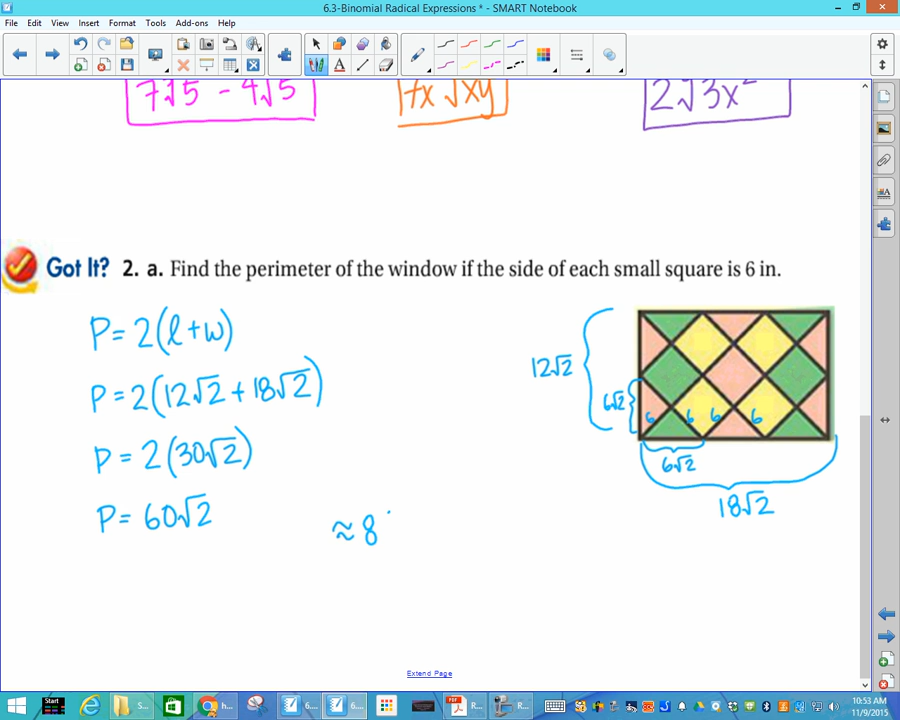 6.3-Binomial Radical Expressions * - SMART Notebook
File Edit View Insert Format Tools Add-ons Help
7√5 - 4√5
7x √xy
2√3x²
Got It? 2. a. Find the perimeter of the window if the side of each small square is 6 in.
P = 2(l + w)
P = 2(12√2 + 18√2)
P = 2(30√2)
P = 60√2
≈ 8
12√2
6√2
6 6 6 6
6√2
18√2
Extend Page
Start
S...
h...
6....
6....
R...
R...
10:53 AM
11/9/2015